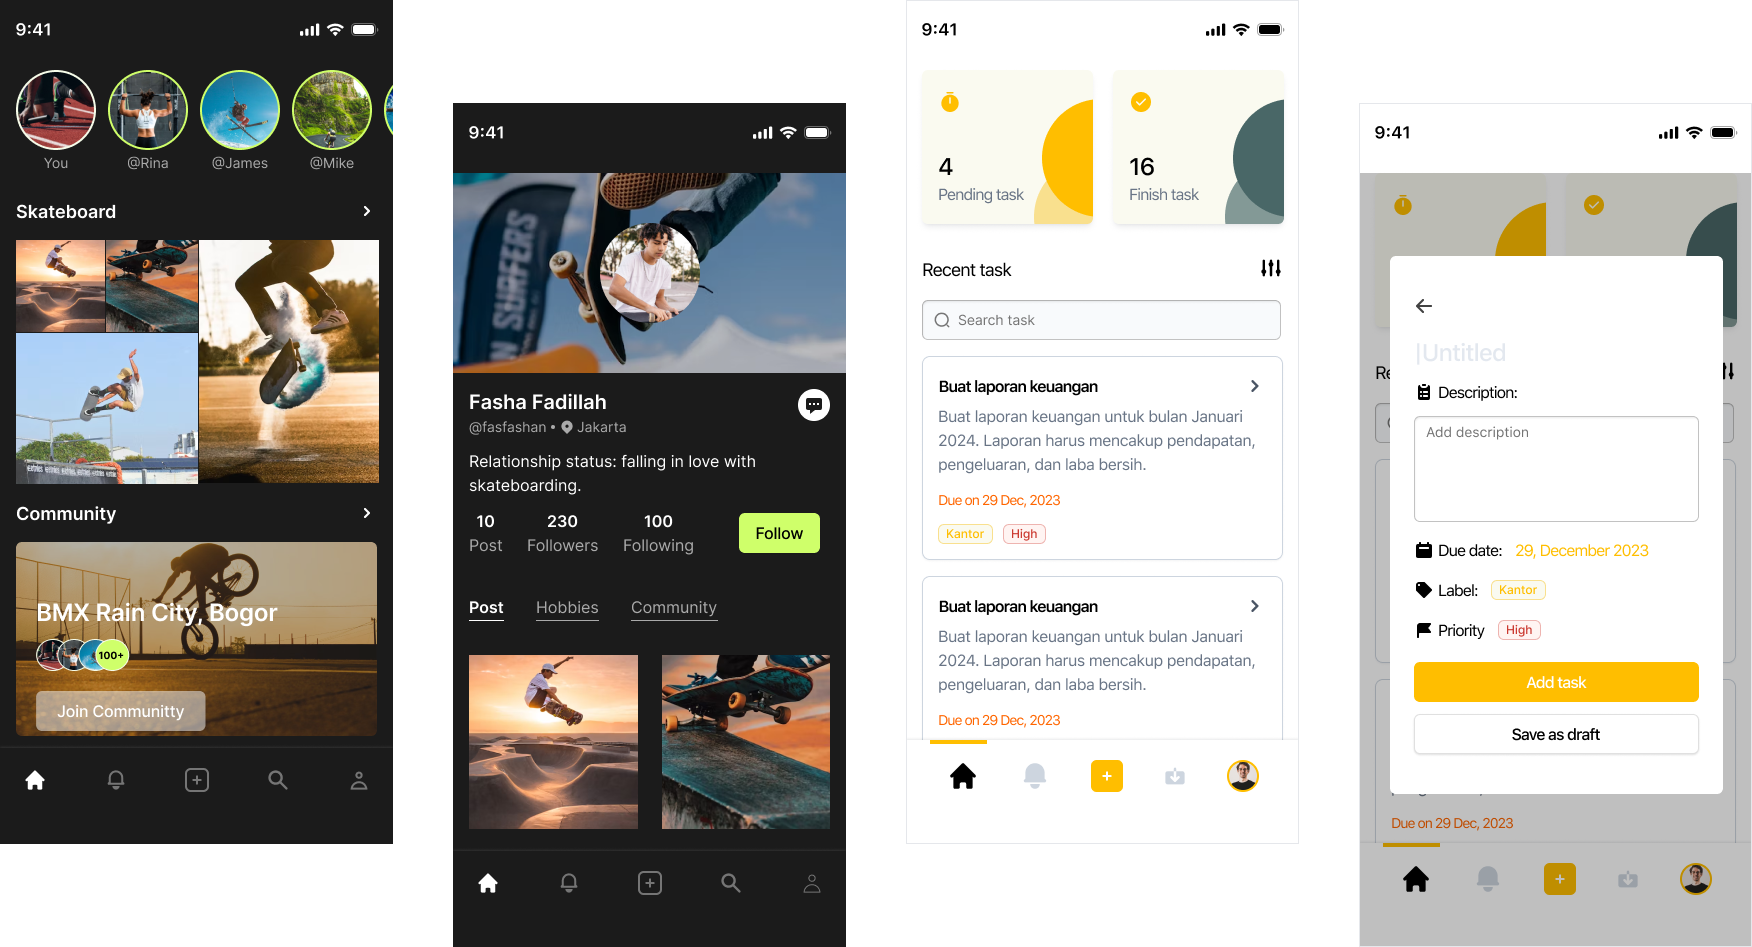 9:41
You
@Rina
@James
@Mike
Skateboard
Community
BMX Rain City, Bogor
100+
Join Communitty
9:41
SURFERS
Fasha Fadillah
@fasfashan • Jakarta
Relationship status: falling in love with
skateboarding.
10 230 100
Post Followers Following
Follow
Post Hobbies Community
9:41
4
Pending task
16
Finish task
Recent task
Search task
Buat laporan keuangan
Buat laporan keuangan untuk bulan Januari
2024. Laporan harus mencakup pendapatan,
pengeluaran, dan laba bersih.
Due on 29 Dec, 2023
Kantor High
Buat laporan keuangan
Buat laporan keuangan untuk bulan Januari
2024. Laporan harus mencakup pendapatan,
pengeluaran, dan laba bersih.
Due on 29 Dec, 2023
9:41
Untitled
Description:
Add description
Due date: 29, December 2023
Label: Kantor
Priority High
Add task
Save as draft
Due on 29 Dec, 2023